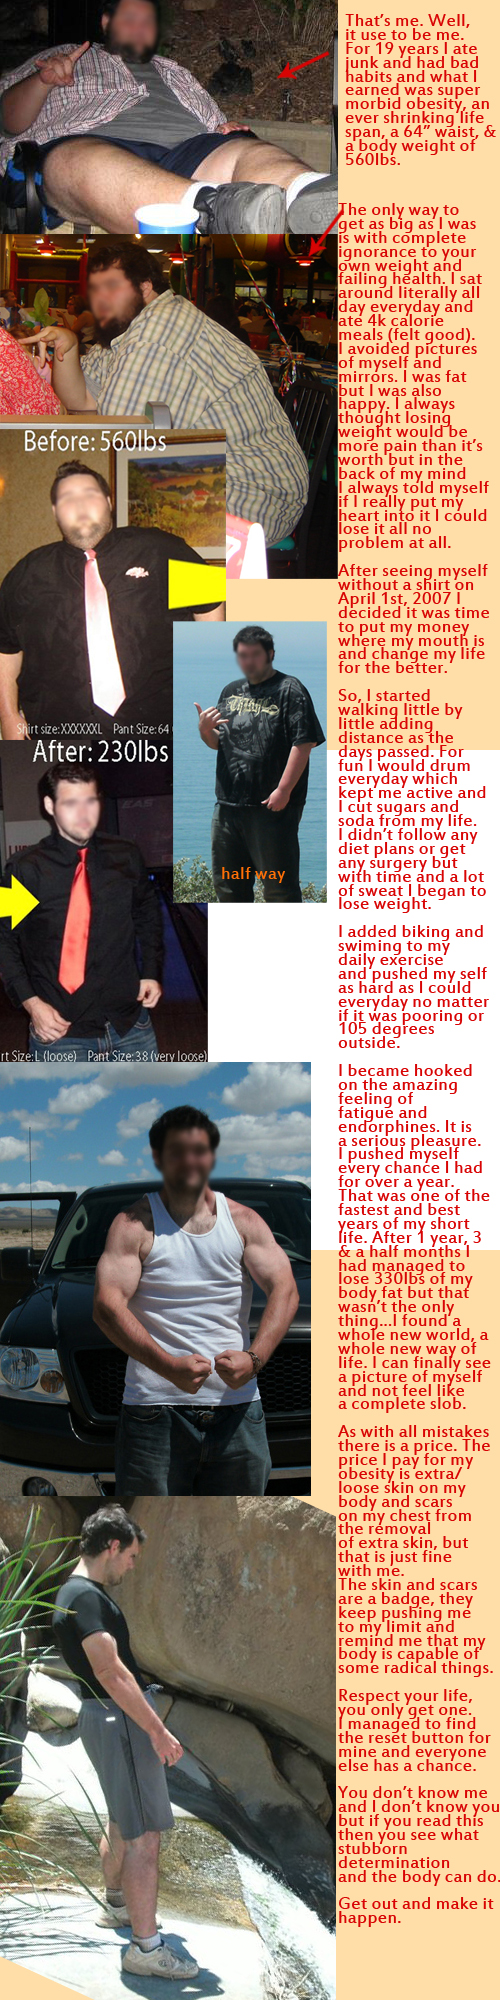 That's me. Well,
it use to be me.
For 19 years I ate
junk and had bad
habits and what I
earned was super
morbid obesity, an
ever shrinking life
span, a 64" waist, &
a body weight of
560lbs.
The only way to
get as big as I was
is with complete
ignorance to your
own weight and
failing health. I sat
around literally all
day everyday and
ate 4k calorie
meals (felt good).
I avoided pictures
of myself and
mirrors. I was fat
but I was also
happy. I always
thought losing
weight would be
more pain than it's
worth but in the
back of my mind
I always told myself
if I really put my
heart into it I could
lose it all no
problem at all.
After seeing myself
without a shirt on
April 1st, 2007 I
decided it was time
to put my money
where my mouth is
and change my life
for the better.
So, I started
walking little by
little adding
distance as the
days passed. For
fun I would drum
everyday which
kept me active and
I cut sugars and
soda from my life.
I didn't follow any
diet plans or get
any surgery but
with time and a lot
of sweat I began to
lose weight.
I added biking and
swiming to my
daily exercise
and pushed my self
as hard as I could
everyday no matter
if it was pooring or
105 degrees
outside.
I became hooked
on the amazing
feeling of
fatigue and
endorphines. It is
a serious pleasure.
I pushed myself
every chance I had
for over a year.
That was one of the
fastest and best
years of my short
life. After 1 year, 3
& a half months I
had managed to
lose 330lbs of my
body fat but that
wasn't the only
thing...I found a
whole new world, a
whole new way of
life. I can finally see
a picture of myself
and not feel like
a complete slob.
As with all mistakes
there is a price. The
price I pay for my
obesity is extra/
loose skin on my
body and scars
on my chest from
the removal
of extra skin, but
that is just fine
with me.
The skin and scars
are a badge, they
keep pushing me
to my limit and
remind me that my
body is capable of
some radical things.
Respect your life,
you only get one.
I managed to find
the reset button for
mine and everyone
else has a chance.
You don't know me
and I don't know you
but if you read this
then you see what
stubborn
determination
and the body can do.
Get out and make it
happen.
Before: 560lbs
Shirt size:XXXXXXL Pant Size: 64
After: 230lbs
EAS
rt Size: L (loose) Pant Size: 38 (very loose)
half way